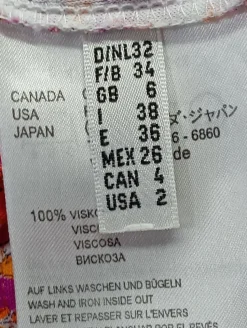 D/NL 32
F/B 34
GB 6
I 38
E 36
MEX 26
CAN 4
USA 2
CANADA
USA
JAPAN
ズ・ジャパン
6-6860
de
100%
VISCOSA
ВИСКОЗА
AUF LINKS WASCHEN UND BÜGELN
WASH AND IRON INSIDE OUT
LAVER ET REPASSER SUR L'ENVERS